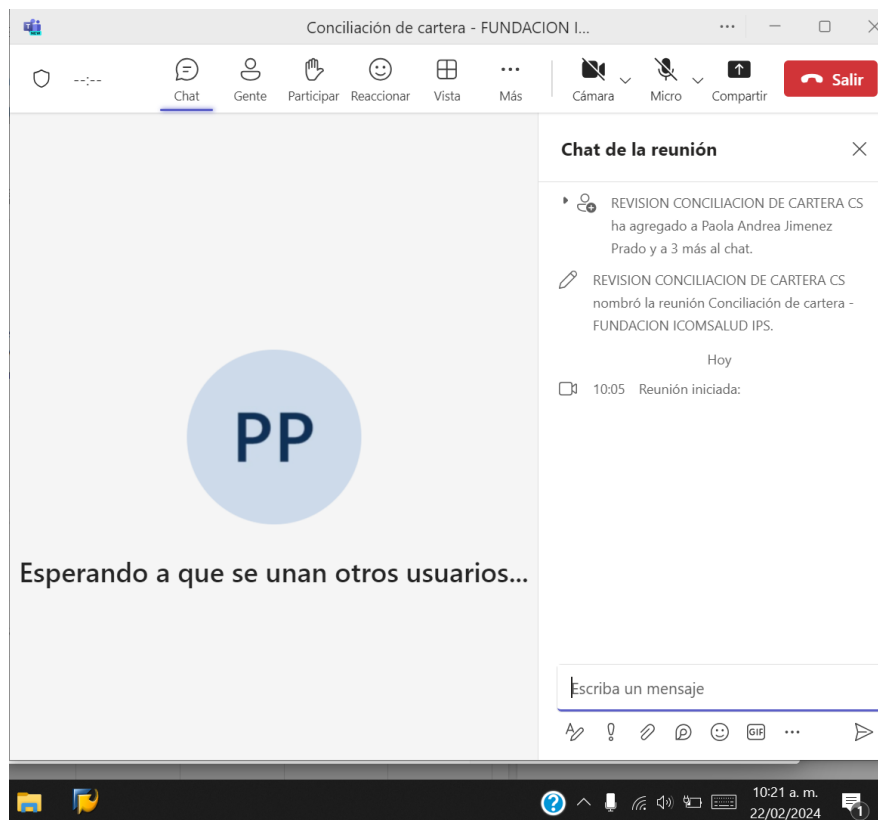 Conciliación de cartera - FUNDACION I...
--:--
Chat
Gente
Participar
Reaccionar
Vista
Más
Cámara
Micro
Compartir
Salir
Chat de la reunión
REVISION CONCILIACION DE CARTERA CS
ha agregado a Paola Andrea Jimenez
Prado y a 3 más al chat.
REVISION CONCILIACION DE CARTERA CS
nombró la reunión Conciliación de cartera -
FUNDACION ICOMSALUD IPS.
Hoy
10:05 Reunión iniciada:
PP
Esperando a que se unan otros usuarios...
Escriba un mensaje
GIF
10:21 a. m.
22/02/2024
1